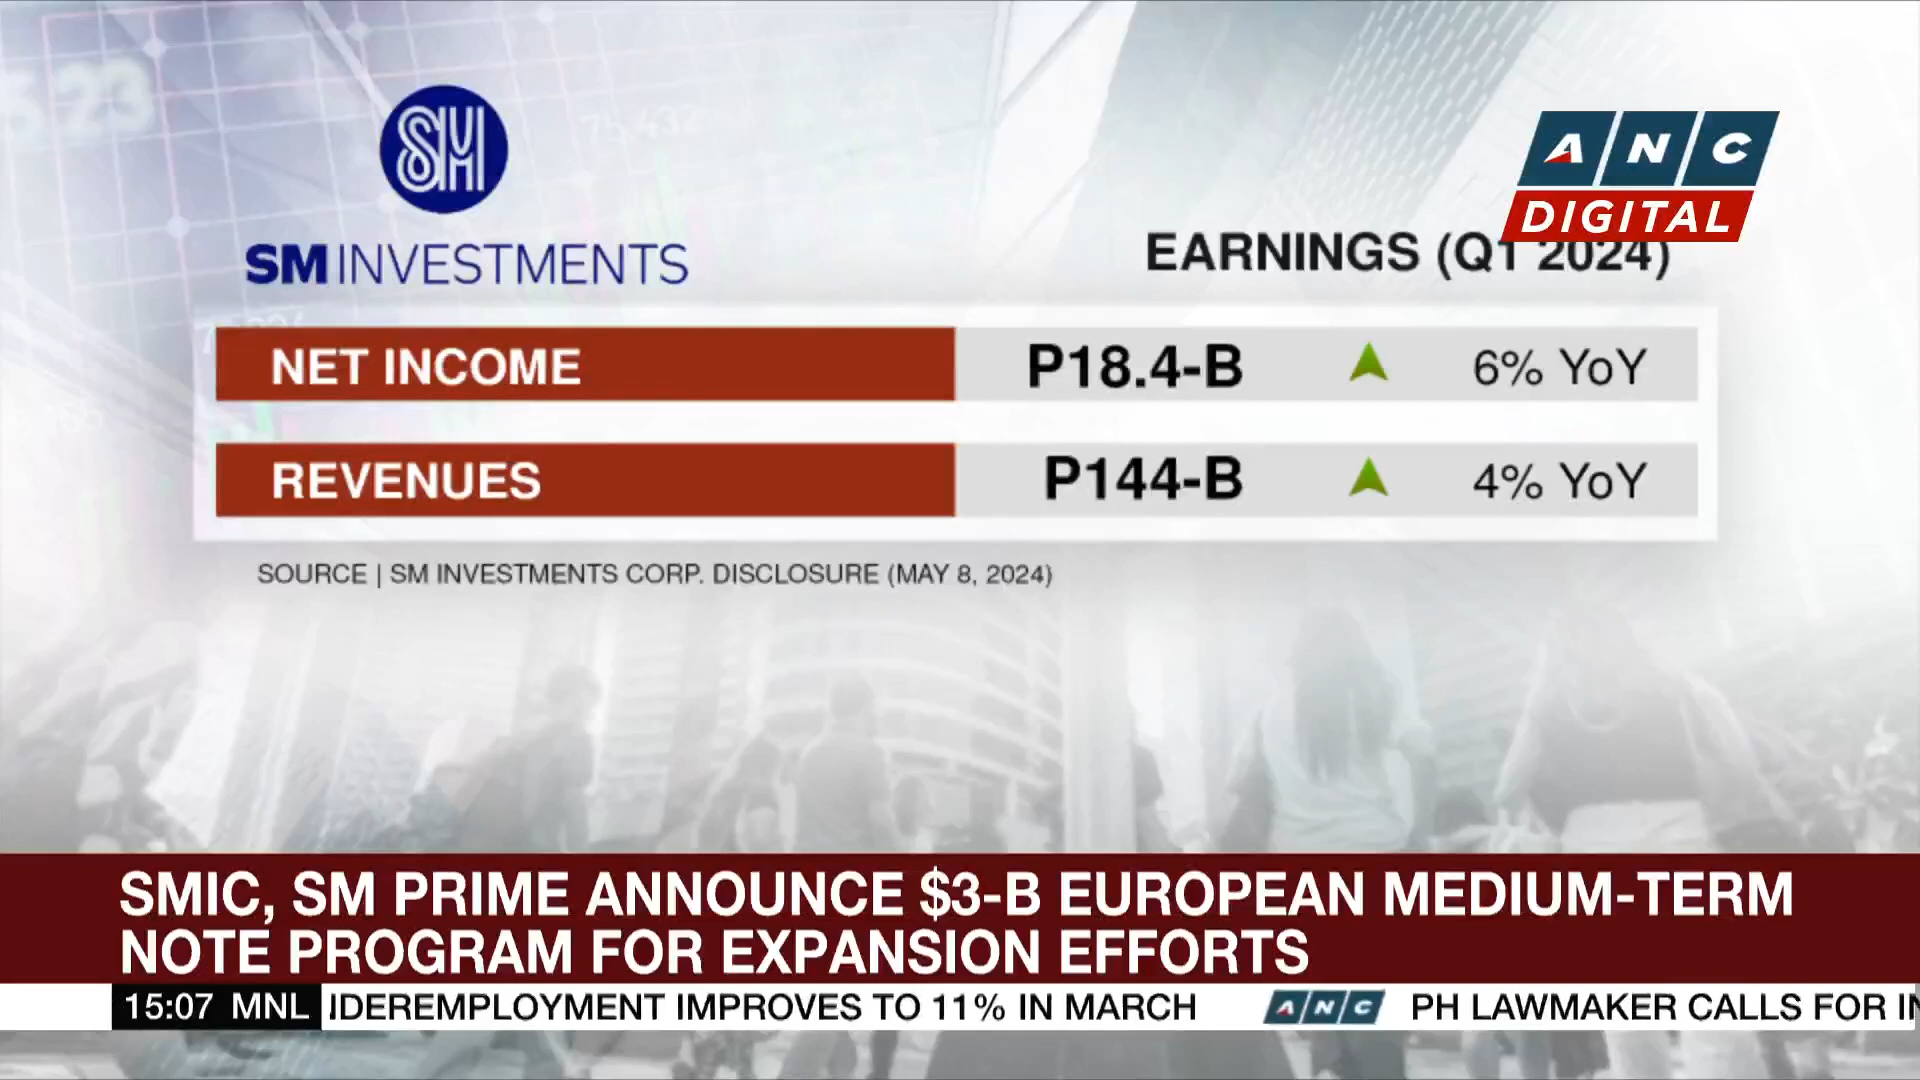 SM
SM INVESTMENTS
ANC
DIGITAL
EARNINGS (Q1 2024)
NET INCOME P18.4-B 6% YoY
REVENUES P144-B 4% YoY
SOURCE | SM INVESTMENTS CORP. DISCLOSURE (MAY 8, 2024)
SMIC, SM PRIME ANNOUNCE $3-B EUROPEAN MEDIUM-TERM
NOTE PROGRAM FOR EXPANSION EFFORTS
15:07 MNL IDEREMPLOYMENT IMPROVES TO 11% IN MARCH ANC PH LAWMAKER CALLS FOR IN